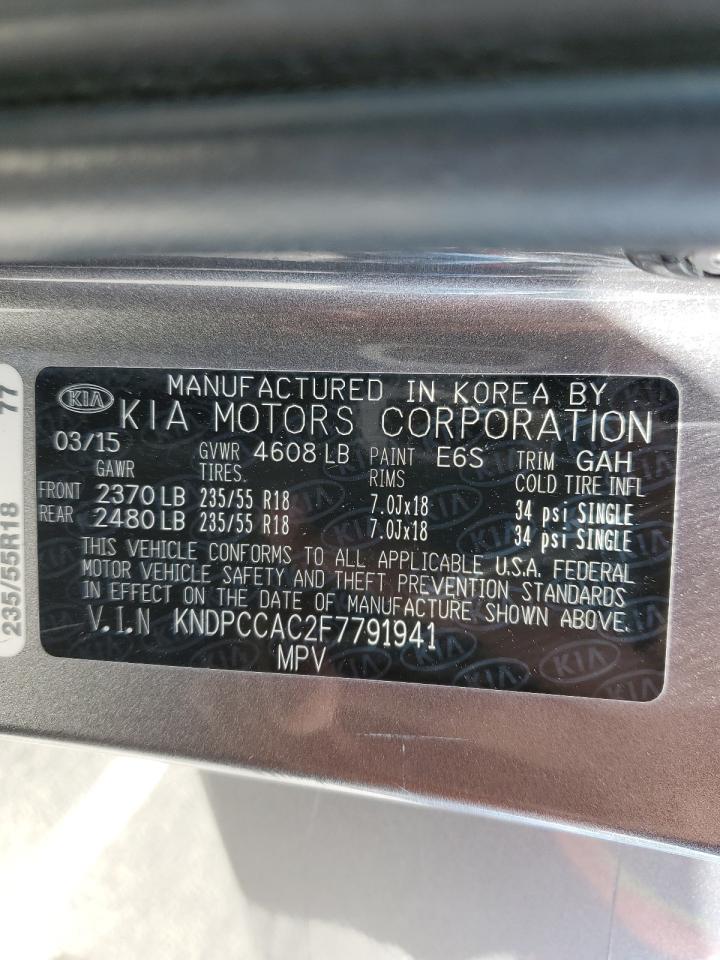 KIA
MANUFACTURED IN KOREA BY
KIA MOTORS CORPORATION
03/15 GVWR 4608 LB PAINT E6S TRIM GAH
GAWR TIRES. RIMS COLD TIRE INFL
FRONT 2370 LB 235/55 R18 7.0Jx18 34 psi SINGLE
REAR 2480 LB 235/55 R18 7.0Jx18 34 psi SINGLE
THIS VEHICLE CONFORMS TO ALL APPLICABLE U.S.A. FEDERAL
MOTOR VEHICLE SAFETY AND THEFT PREVENTION STANDARDS
IN EFFECT ON THE DATE OF MANUFACTURE SHOWN ABOVE.
V.I.N KNDPCCAC2F7791941
MPV
235/55R18 77